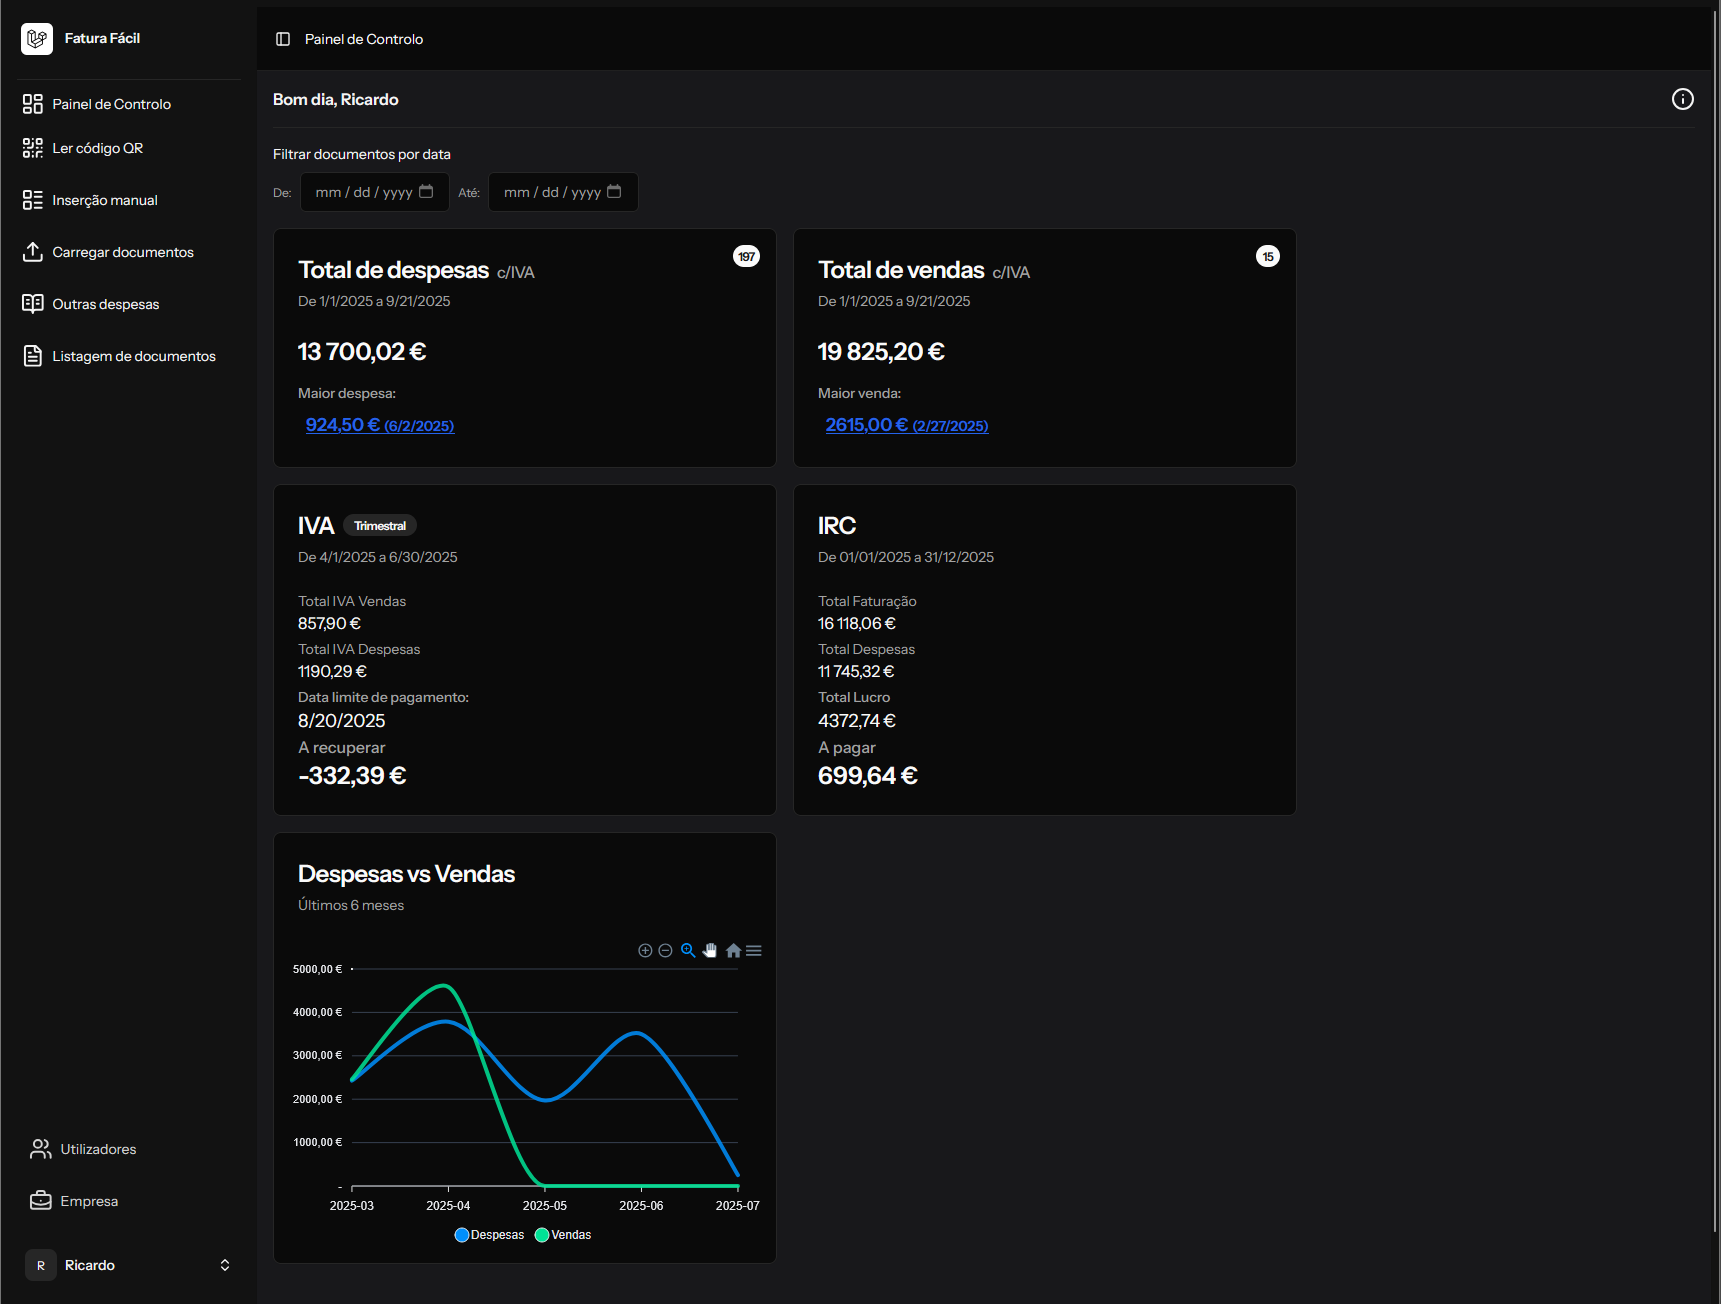 Fatura Fácil
Painel de Controlo
Ler código QR
Inserção manual
Carregar documentos
Outras despesas
Listagem de documentos
Utilizadores
Empresa
R Ricardo
Painel de Controlo
Bom dia, Ricardo
Filtrar documentos por data
De: mm / dd / yyyy Até: mm / dd / yyyy
Total de despesas c/IVA 197
De 1/1/2025 a 9/21/2025
13 700,02 €
Maior despesa:
924,50 € (6/2/2025)
Total de vendas c/IVA 15
De 1/1/2025 a 9/21/2025
19 825,20 €
Maior venda:
2615,00 € (2/27/2025)
IVA Trimestral
De 4/1/2025 a 6/30/2025
Total IVA Vendas
857,90 €
Total IVA Despesas
1190,29 €
Data limite de pagamento:
8/20/2025
A recuperar
-332,39 €
IRC
De 01/01/2025 a 31/12/2025
Total Faturação
16 118,06 €
Total Despesas
11 745,32 €
Total Lucro
4372,74 €
A pagar
699,64 €
Despesas vs Vendas
Últimos 6 meses
5000,00 €
4000,00 €
3000,00 €
2000,00 €
1000,00 €
-
2025-03 2025-04 2025-05 2025-06 2025-07
Despesas Vendas